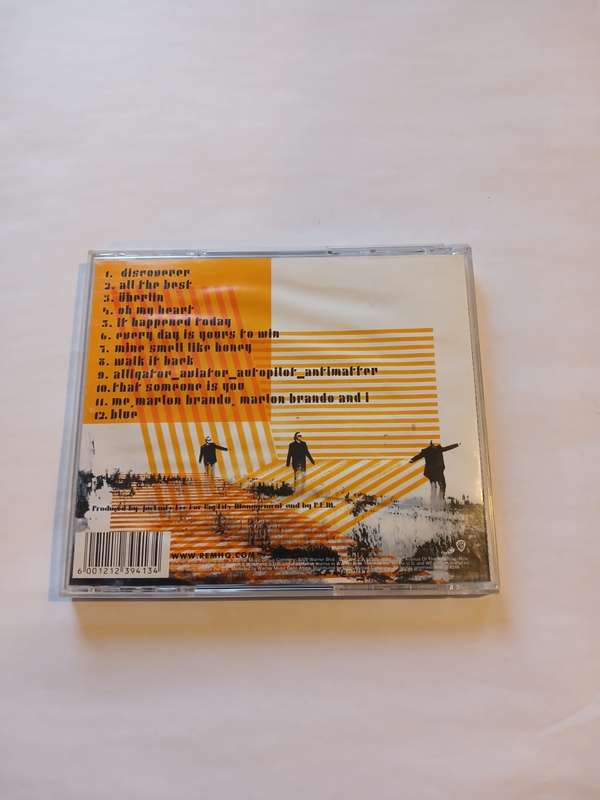 1. discoverer
2. all the best
3. überlin
4. oh my heart
5. it happened today
6. every day is yours to win
7. mine smell like honey
8. walk it back
9. alligator_aviator_autopilot_antimatter
10. that someone is you
11. me, marlon brando, marlon brando and i
12. blue
Produced by Jacknife Lee For Big Life Management and by R.E.M.
WWW.REMHQ.COM
6 001212 394134